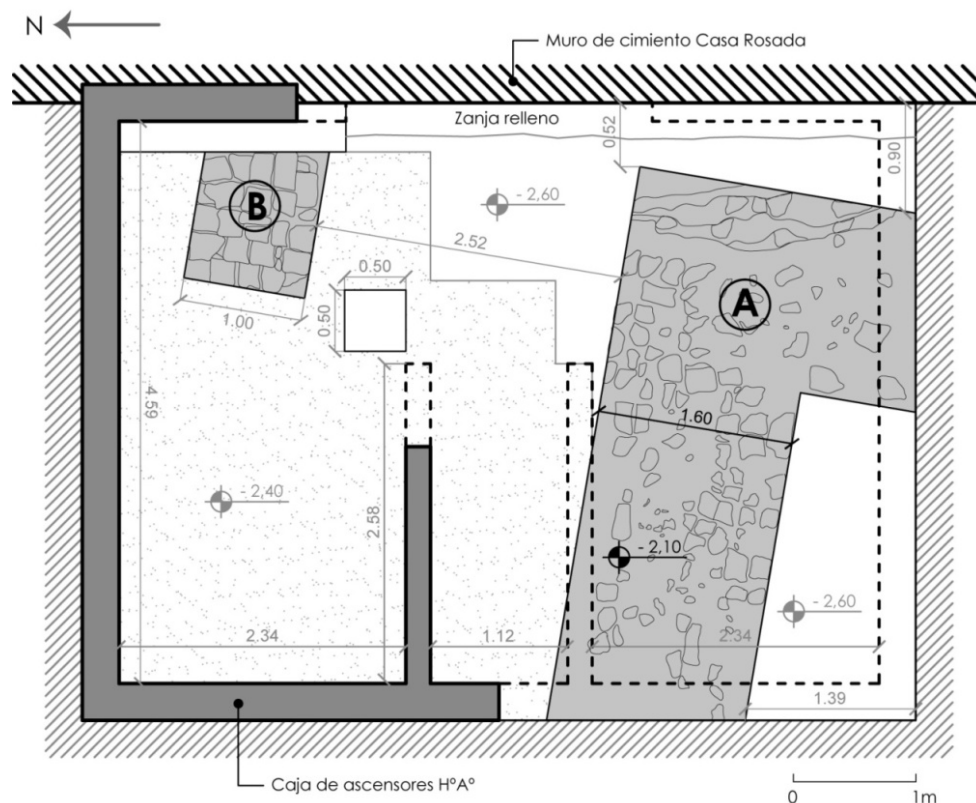 N
Muro de cimiento Casa Rosada
Zanja relleno
0.52
0.90
B
- 2,60
2.52
0.50
A
0.50
1.00
4.59
1.60
- 2,40
2.58
- 2,10
- 2,60
2.34
1.12
2.34
1.39
Caja de ascensores HºAº
0
1m